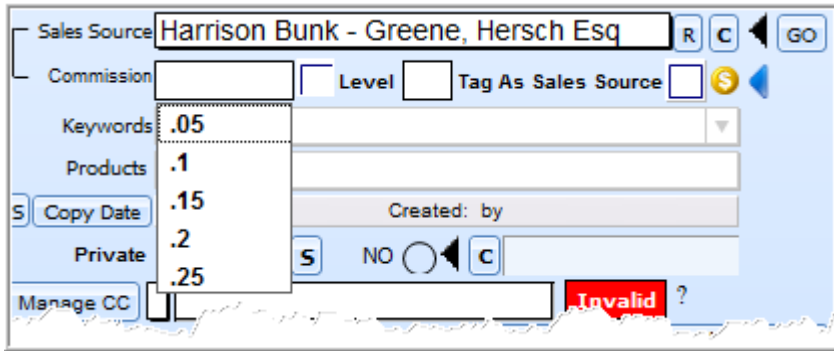 Sales Source Harrison Bunk - Greene, Hersch Esq R C GO
Commission Level Tag As Sales Source S
Keywords .05
Products .1
.15
S Copy Date Created: by
.2
Private S NO C
.25
Manage CC Invalid ?